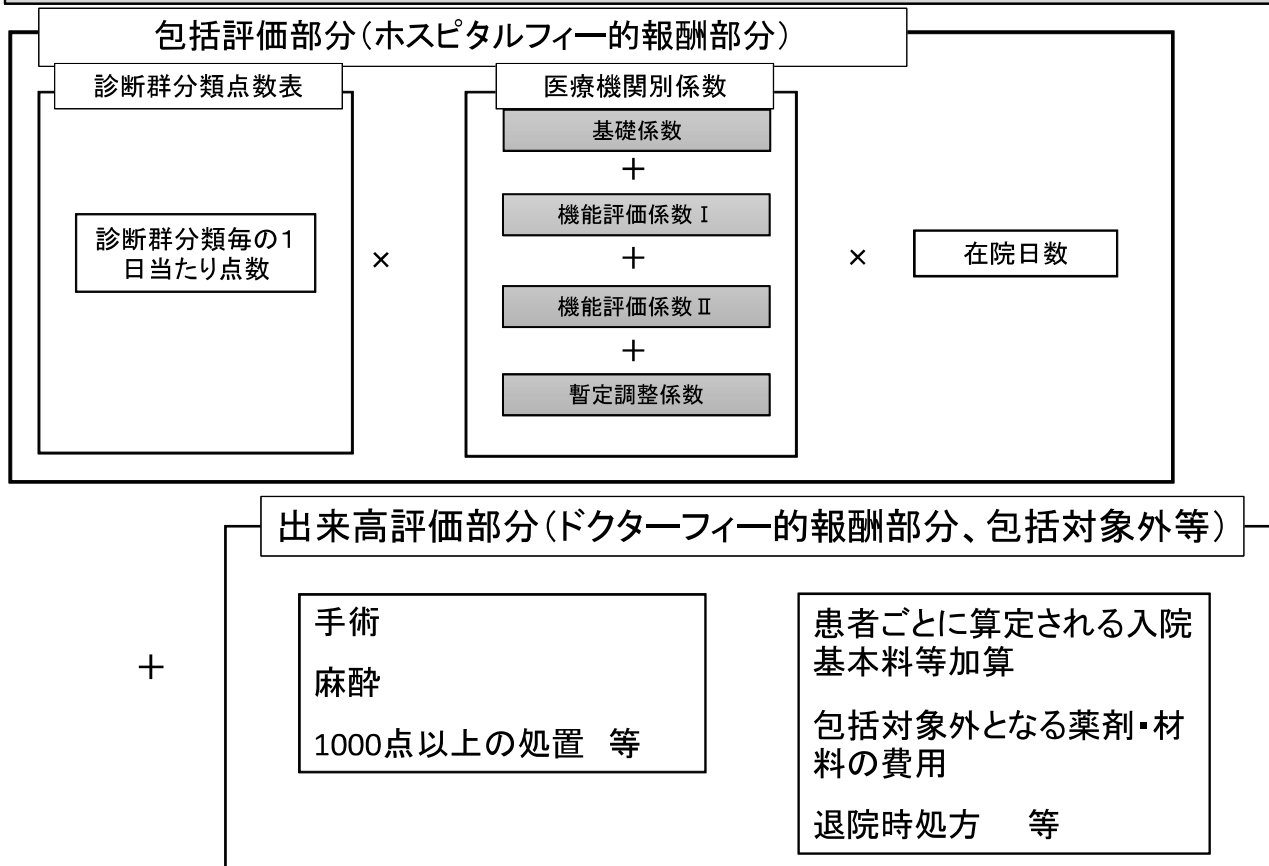 包括評価部分(ホスピタルフィー的報酬部分)
診断群分類点数表
診断群分類毎の1
日当たり点数
×
医療機関別係数
基礎係数
+
機能評価係数Ⅰ
+
機能評価係数Ⅱ
+
暫定調整係数
×
在院日数
+
出来高評価部分(ドクターフィー的報酬部分、包括対象外等)
手術
麻酔
1000点以上の処置 等
患者ごとに算定される入院
基本料等加算
包括対象外となる薬剤・材
料の費用
退院時処方 等